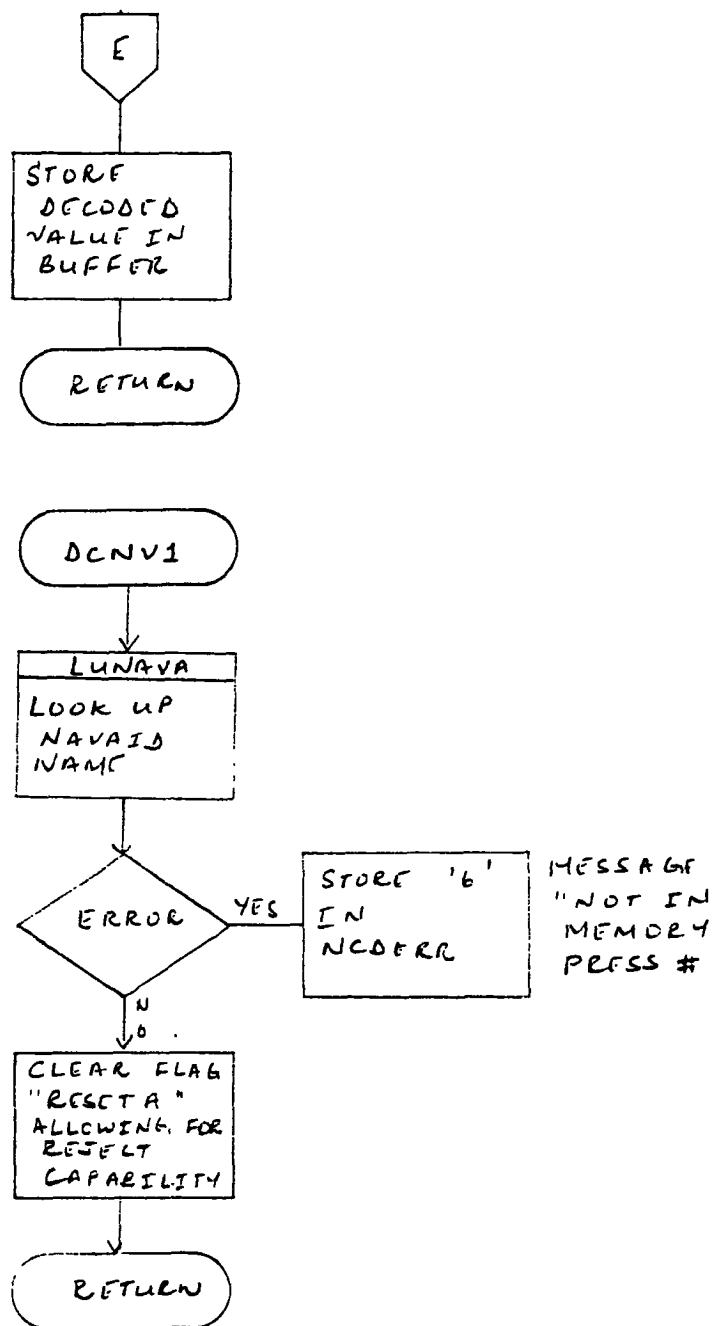 E
STORE
DECODED
VALUE IN
BUFFER
RETURN
DCNV1
LUNAVA
LOOK UP
NAVAID
NAME
ERROR
YES
STORE '6'
IN
NCDERR
MESSAGE
"NOT IN
MEMORY
PRESS #
N
O
CLEAR FLAG
"RESETA"
ALLOWING FOR
REJECT
CAPABILITY
RETURN